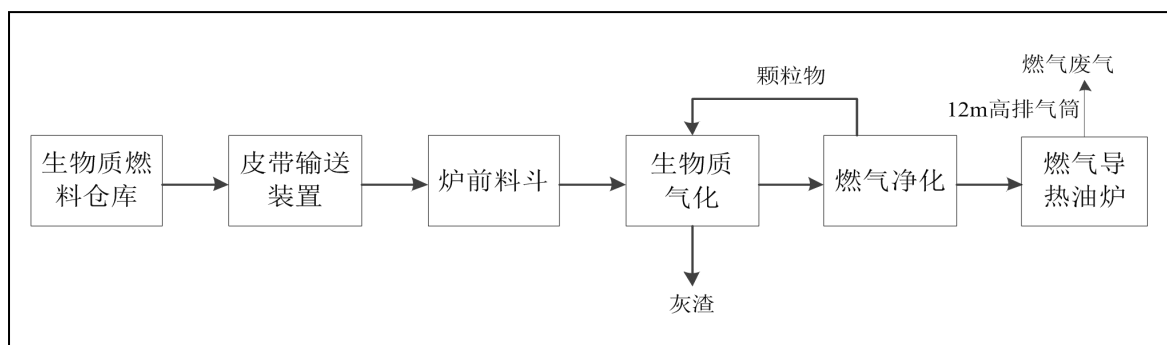 燃气废气
颗粒物
12m高排气筒
生物质燃
料仓库
皮带输送
装置
炉前料斗
生物质
气化
燃气净化
燃气导
热油炉
灰渣